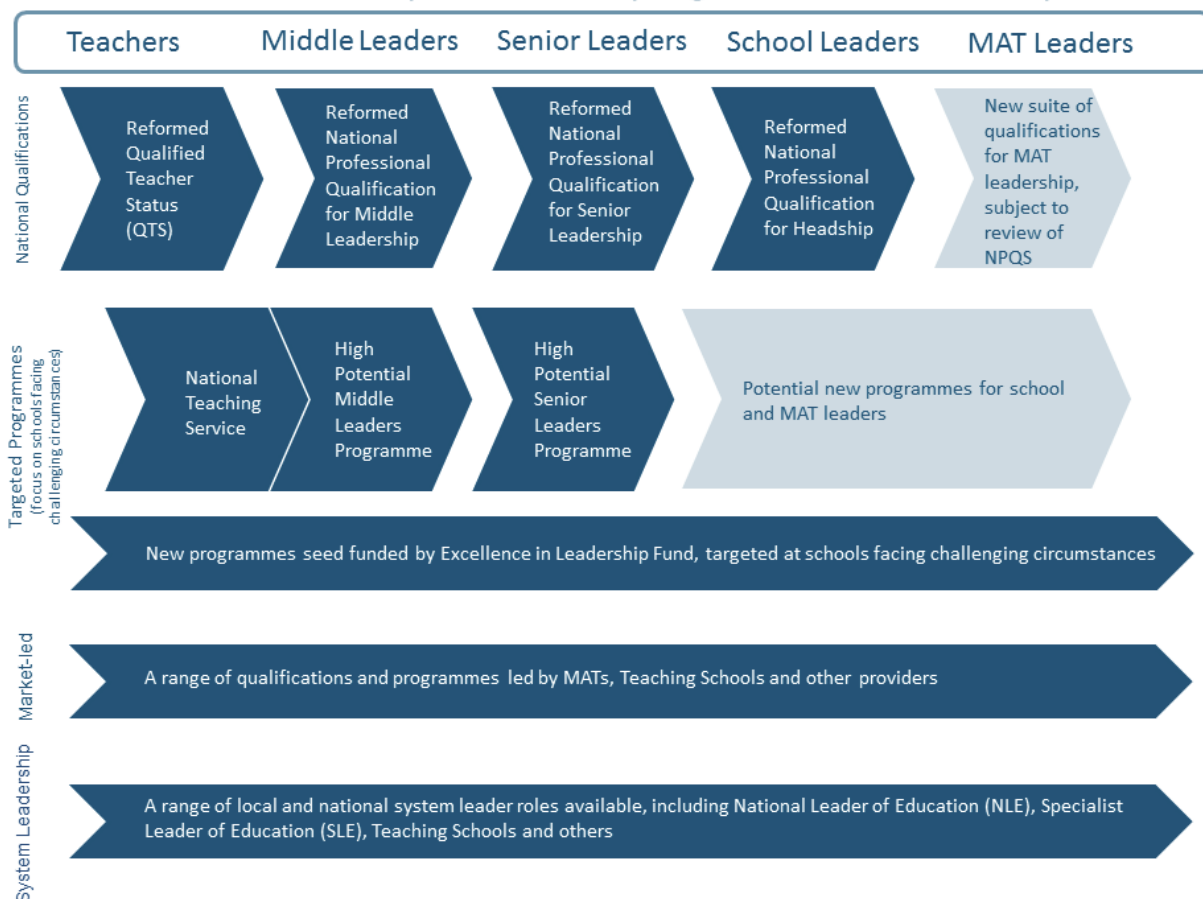 Teachers
Middle Leaders
Senior Leaders
School Leaders
MAT Leaders
National Qualifications
Reformed
Qualified
Teacher
Status
(QTS)
Reformed
National
Professional
Qualification
for Middle
Leadership
Reformed
National
Professional
Qualification
for Senior
Leadership
Reformed
National
Professional
Qualification
for Headship
New suite of
qualifications
for MAT
leadership,
subject to
review of
NPQS
Targeted Programmes
(focus on schools facing
challenging circumstances)
National
Teaching
Service
High
Potential
Middle
Leaders
Programme
High
Potential
Senior
Leaders
Programme
Potential new programmes for school
and MAT leaders
New programmes seed funded by Excellence in Leadership Fund, targeted at schools facing challenging circumstances
Market-led
A range of qualifications and programmes led by MATs, Teaching Schools and other providers
System Leadership
A range of local and national system leader roles available, including National Leader of Education (NLE), Specialist
Leader of Education (SLE), Teaching Schools and others